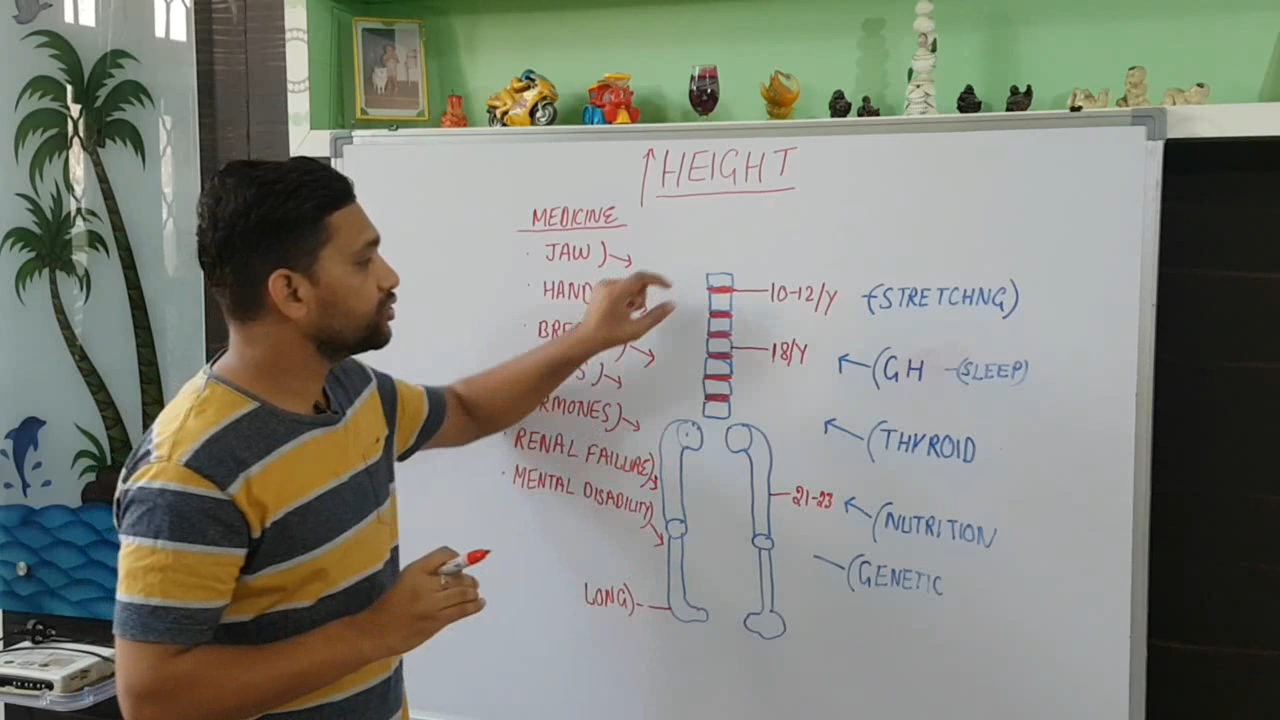 ↑HEIGHT
MEDICINE
· JAW)→
· HAND
· BRE
S)→
RMONES)→
· RENAL FAILURE)→
· MENTAL DISABILITY)→
LONG)-
10-12/Y (STRETCHNG)
18/Y
(GH -(SLEEP)
(THYROID
21-23
(NUTRITION
(GENETIC